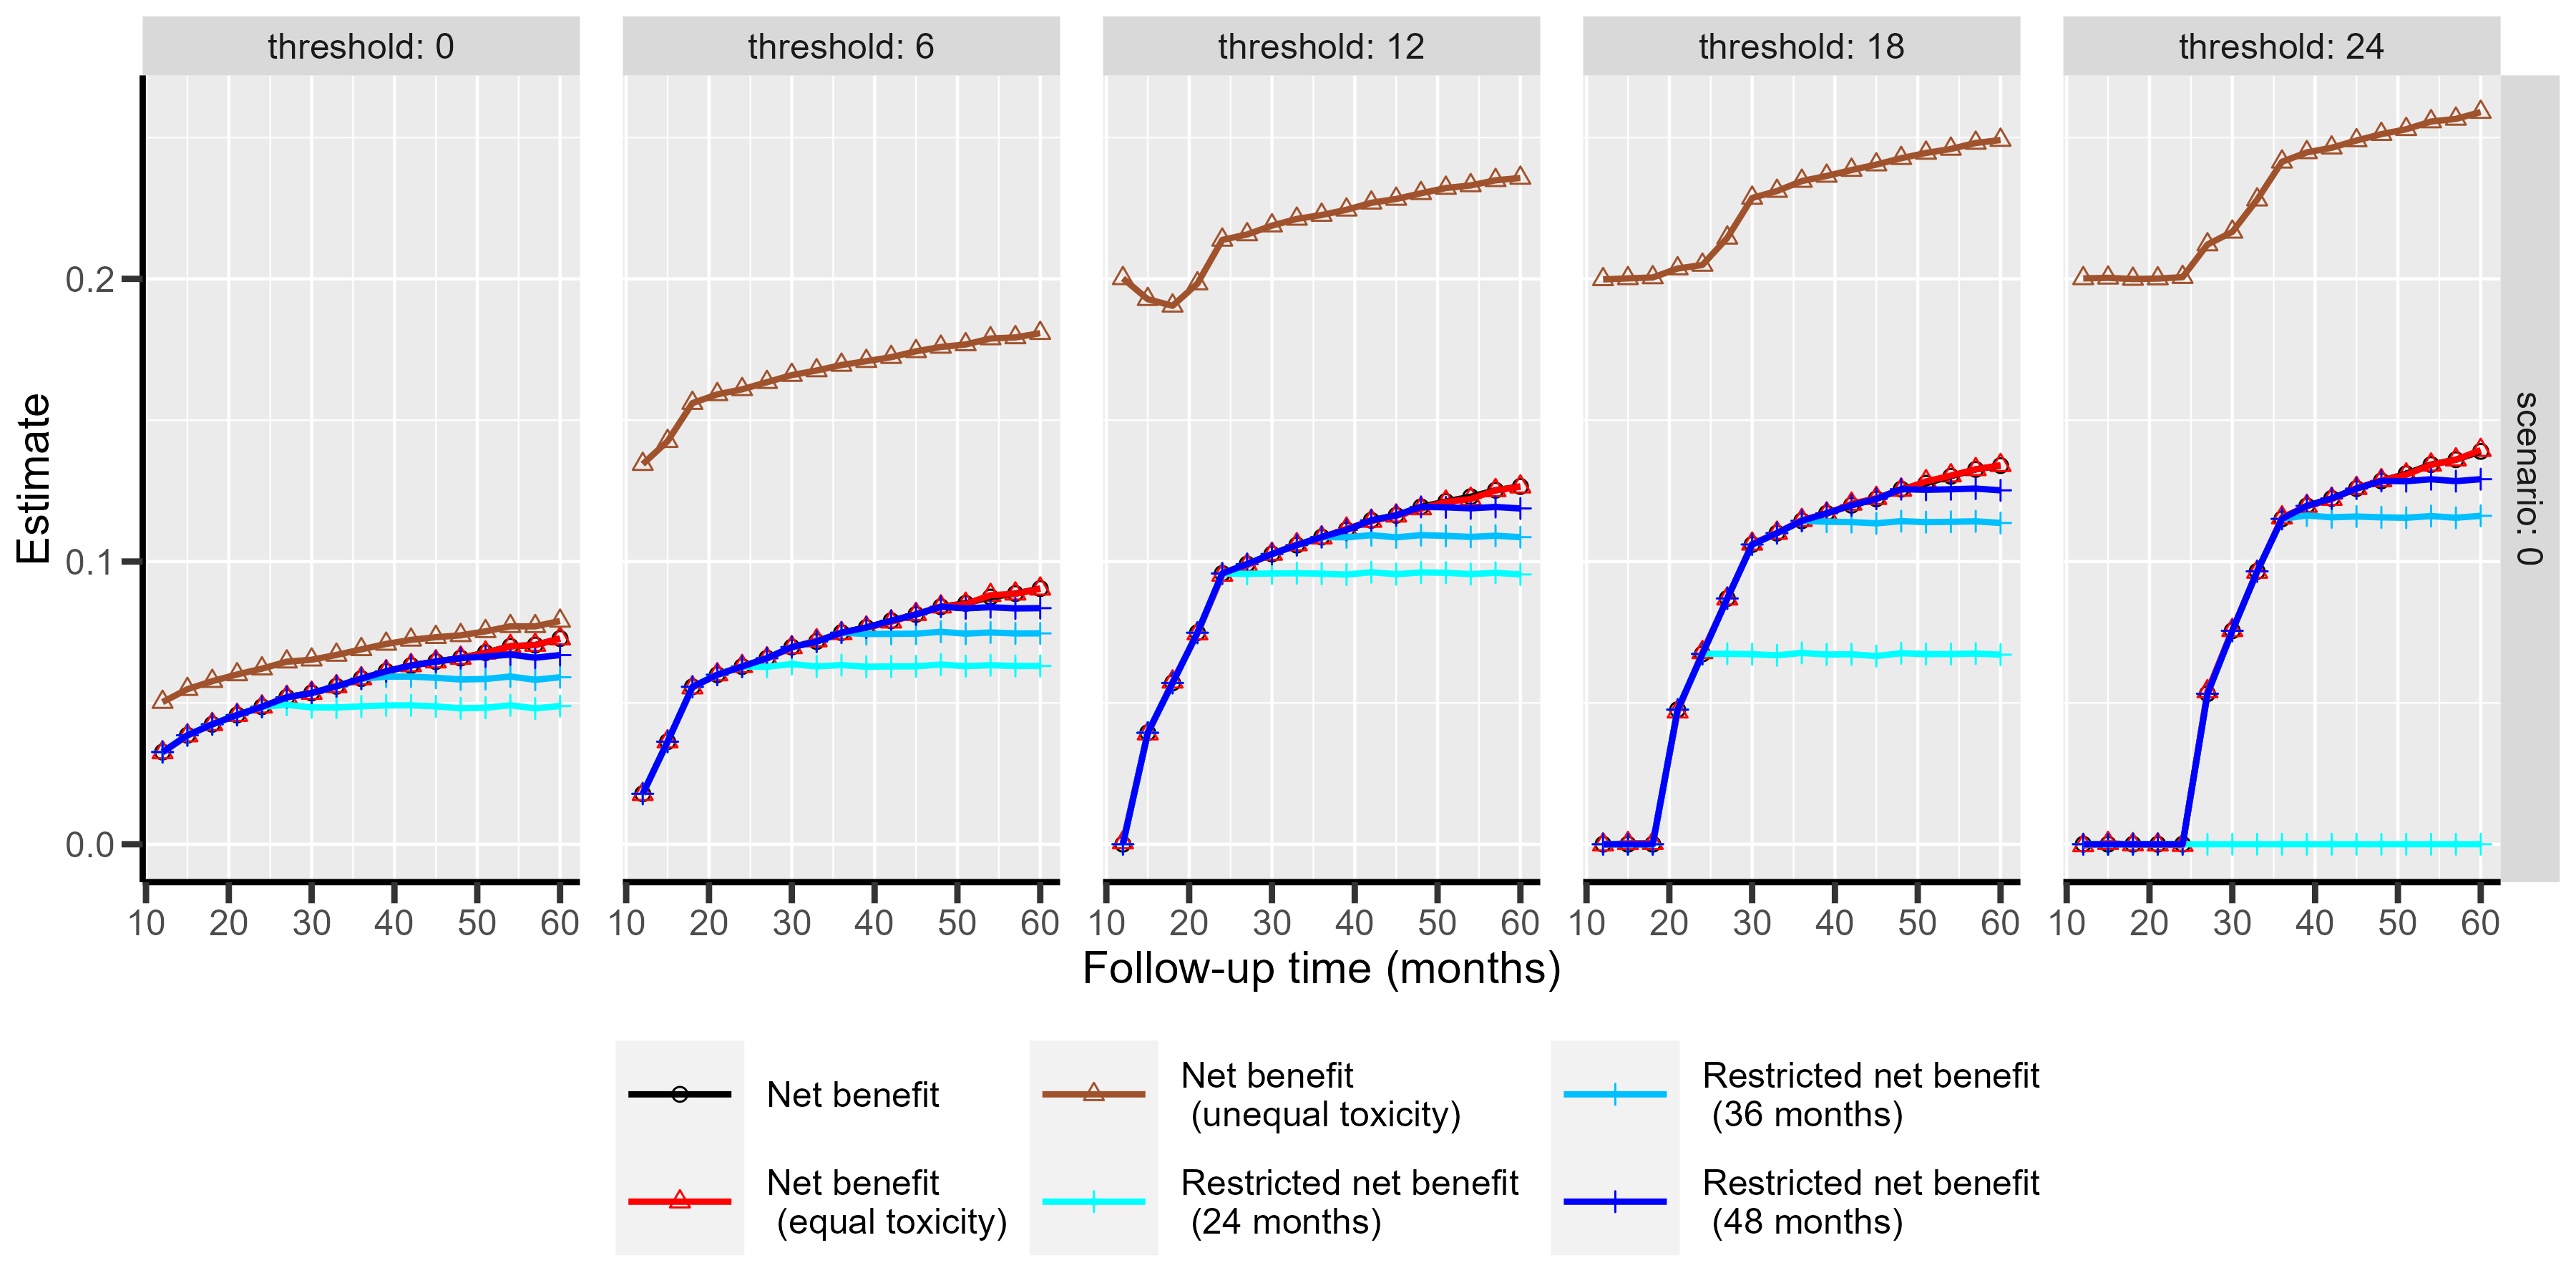 threshold: 0
threshold: 6
threshold: 12
threshold: 18
threshold: 24
Estimate
0.2
0.1
0.0
scenario: 0
10 20 30 40 50 60
10 20 30 40 50 60
10 20 30 40 50 60
10 20 30 40 50 60
10 20 30 40 50 60
Follow-up time (months)
Net benefit
Net benefit
(equal toxicity)
Net benefit
(unequal toxicity)
Restricted net benefit
(24 months)
Restricted net benefit
(36 months)
Restricted net benefit
(48 months)